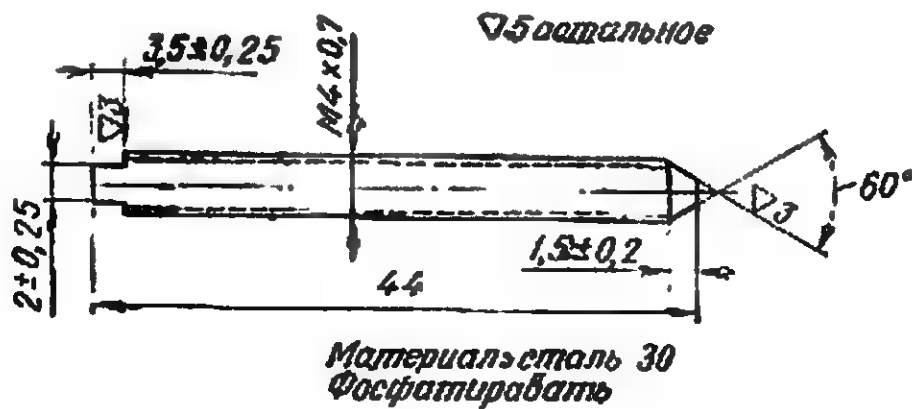 ▽5 остальное
3,5±0,25
М4×0,7
▽3
2±0,25
60°
▽3
1,5±0,2
44
Материал: сталь 30
Фосфатировать